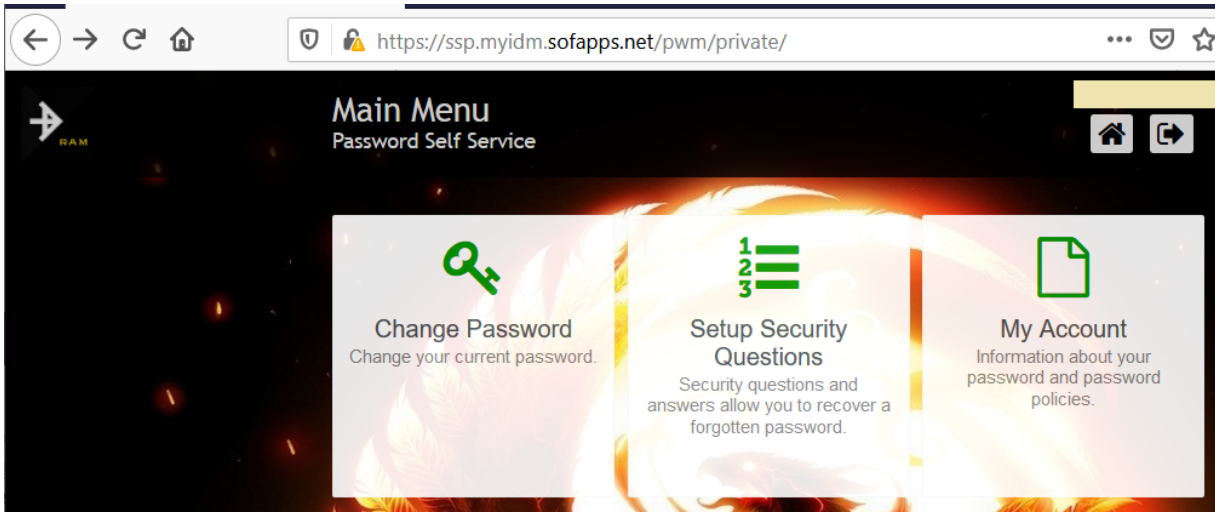 https://ssp.myidm.sofapps.net/pwm/private/
RAM
Main Menu
Password Self Service
Change Password
Change your current password.
1
2
3
Setup Security
Questions
Security questions and
answers allow you to recover a
forgotten password.
My Account
Information about your
password and password
policies.